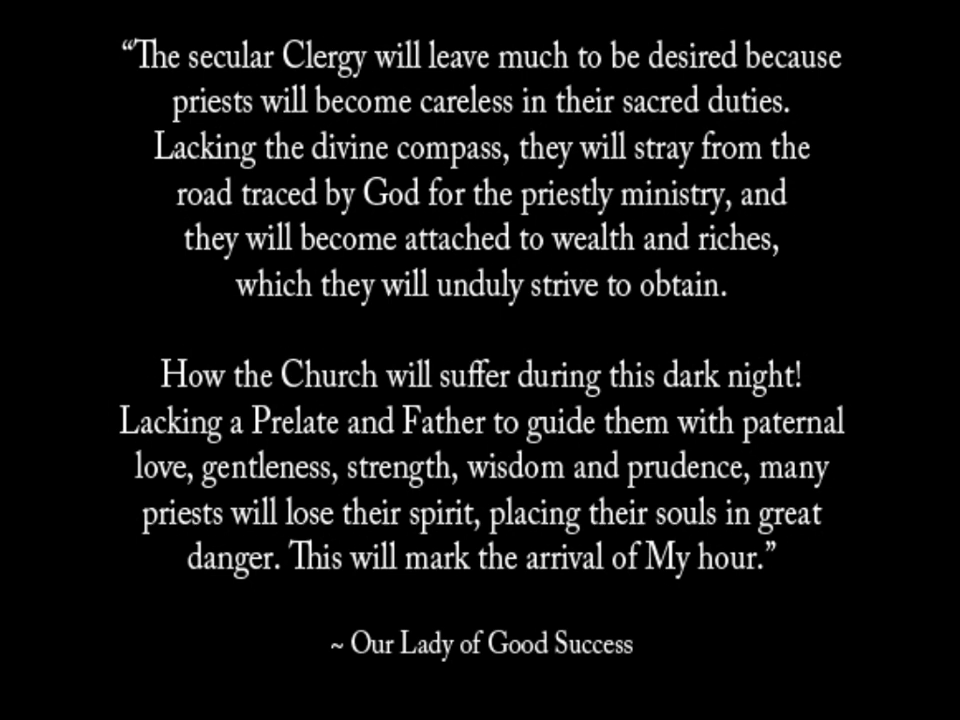 “The secular Clergy will leave much to be desired because
priests will become careless in their sacred duties.
Lacking the divine compass, they will stray from the
road traced by God for the priestly ministry, and
they will become attached to wealth and riches,
which they will unduly strive to obtain.
How the Church will suffer during this dark night!
Lacking a Prelate and Father to guide them with paternal
love, gentleness, strength, wisdom and prudence, many
priests will lose their spirit, placing their souls in great
danger. This will mark the arrival of My hour.”
~ Our Lady of Good Success